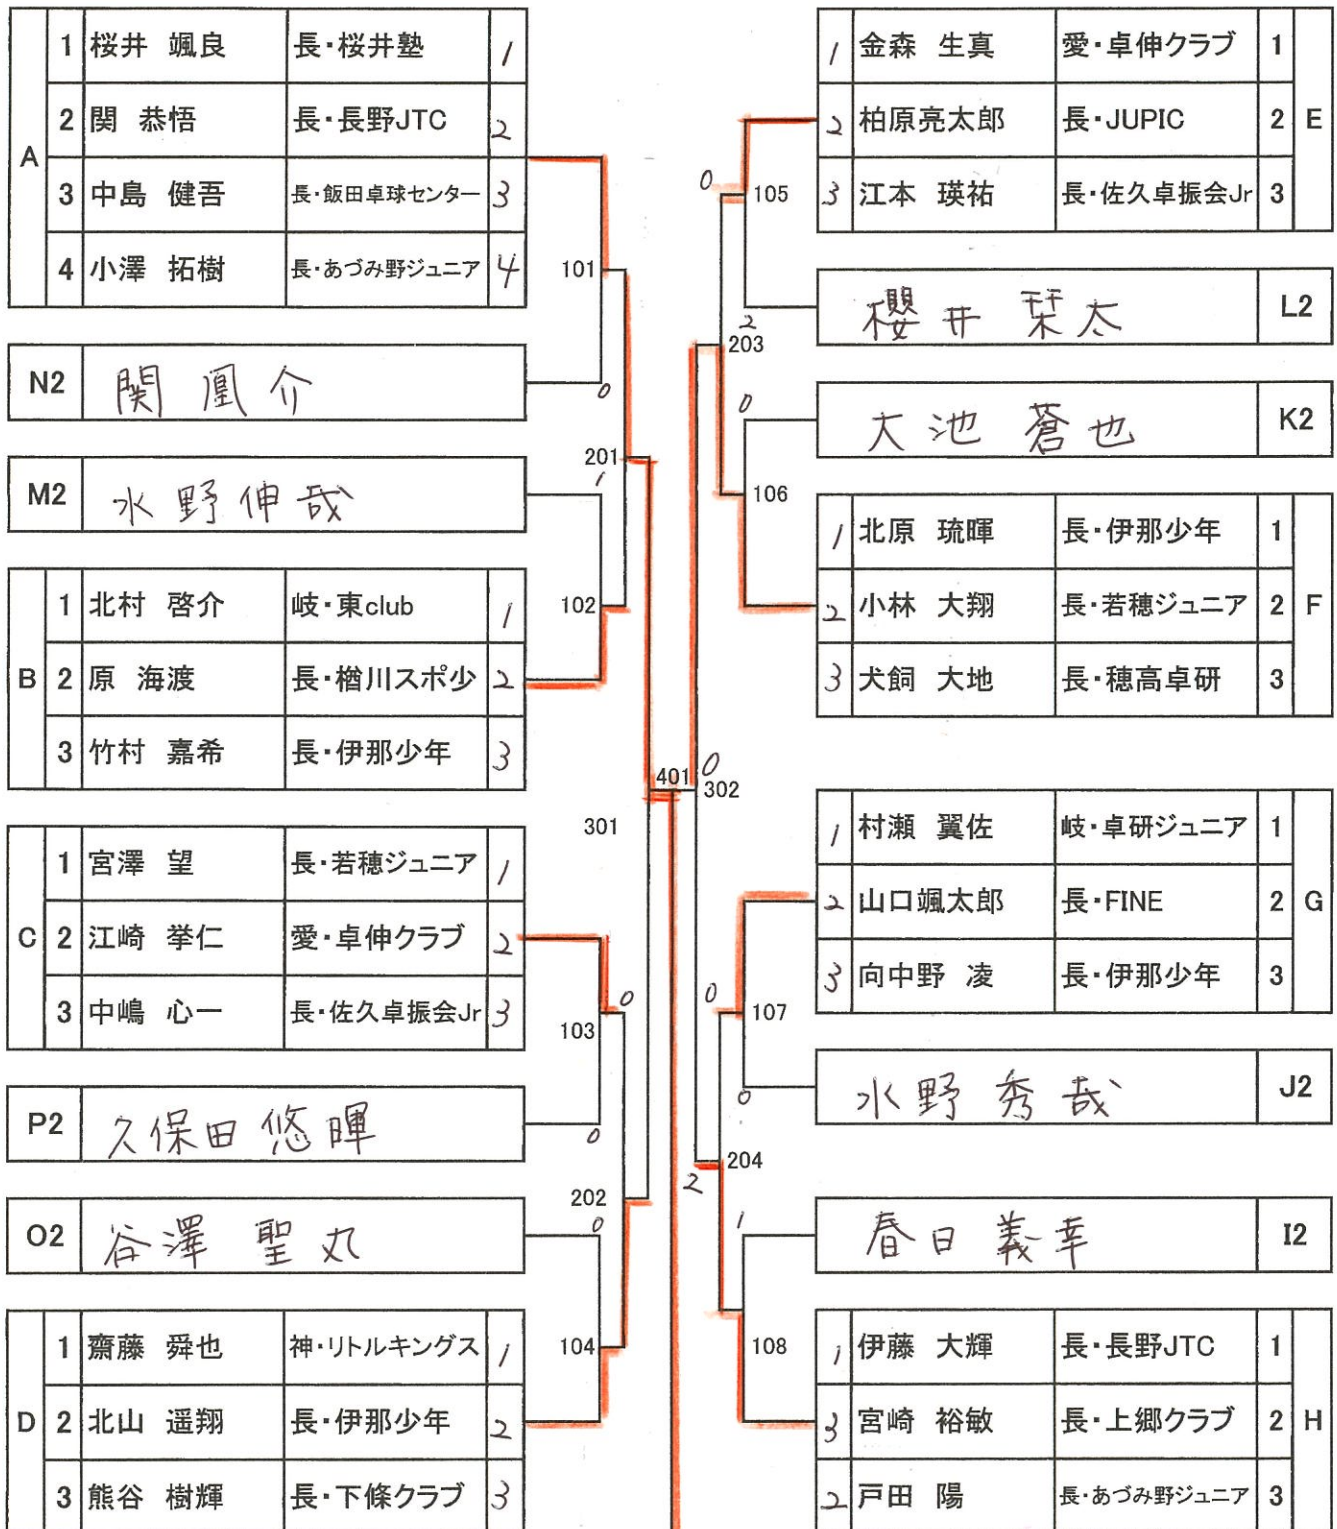 A
1 桜井 颯良 長・桜井塾 1
2 関 恭悟 長・長野JTC 2
3 中島 健吾 長・飯田卓球センター 3
4 小澤 拓樹 長・あづみ野ジュニア 4
N2 関 凰介
M2 水野伸哉
B
1 北村 啓介 岐・東club 1
2 原 海渡 長・楢川スポ少 2
3 竹村 嘉希 長・伊那少年 3
C
1 宮澤 望 長・若穂ジュニア 1
2 江崎 挙仁 愛・卓伸クラブ 2
3 中嶋 心一 長・佐久卓振会Jr 3
P2 久保田悠暉
O2 谷澤 聖丸
D
1 齋藤 舜也 神・リトルキングス 1
2 北山 遥翔 長・伊那少年 2
3 熊谷 樹輝 長・下條クラブ 3
101
0
201
1
102
301
0
103
0
202
0
104
401
0
105
2
203
0
106
0
302
0
107
0
204
2
1
108
1 金森 生真 愛・卓伸クラブ 1
2 柏原亮太郎 長・JUPIC 2
3 江本 瑛祐 長・佐久卓振会Jr 3
E
櫻井 栞太 L2
大池 蒼也 K2
1 北原 琉暉 長・伊那少年 1
2 小林 大翔 長・若穂ジュニア 2
3 犬飼 大地 長・穂高卓研 3
F
1 村瀬 翼佐 岐・卓研ジュニア 1
2 山口颯太郎 長・FINE 2
3 向中野 凌 長・伊那少年 3
G
水野秀哉 J2
春日義幸 I2
1 伊藤 大輝 長・長野JTC 1
3 宮崎 裕敏 長・上郷クラブ 2
2 戸田 陽 長・あづみ野ジュニア 3
H